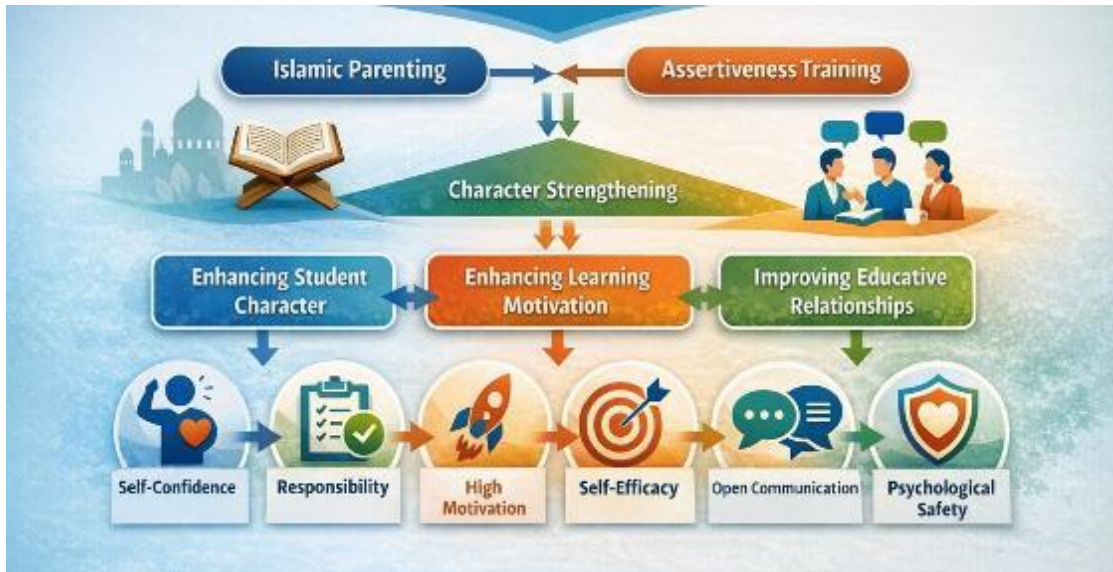 Islamic Parenting
Assertiveness Training
Character Strengthening
Enhancing Student
Character
Enhancing Learning
Motivation
Improving Educative
Relationships
Self-Confidence
Responsibility
High
Motivation
Self-Efficacy
Open Communication
Psychological
Safety